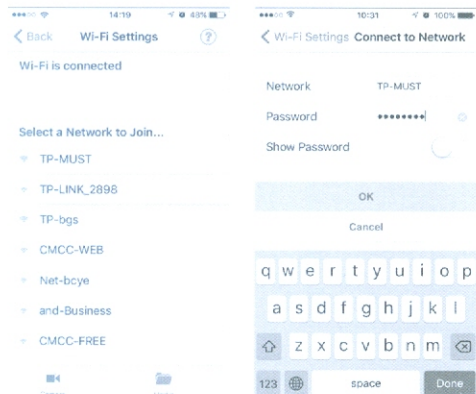 14:19
48%
Back
Wi-Fi Settings
?
Wi-Fi is connected
Select a Network to Join...
TP-MUST
TP-LINK_2898
TP-bgs
CMCC-WEB
Net-bcye
and-Business
CMCC-FREE
16:31
100%
Wi-Fi Settings
Connect to Network
Network TP-MUST
Password ••••••••
Show Password
OK
Cancel
q w e r t y u i o p
a s d f g h j k l
z x c v b n m
123 space Done